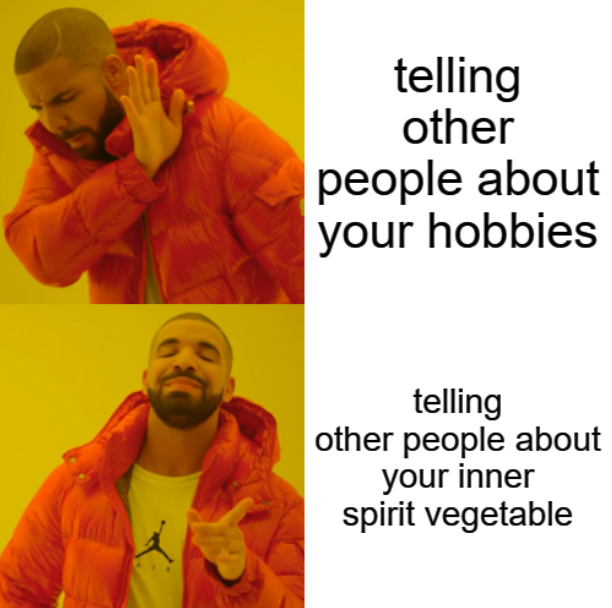 telling
other
people about
your hobbies
telling
other people about
your inner
spirit vegetable